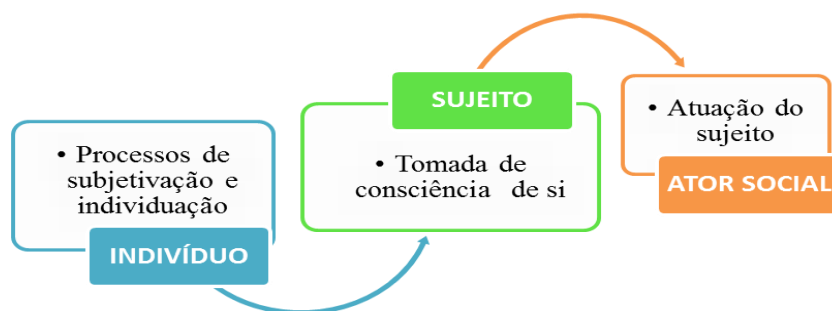 • Processos de
subjetivação e
individuação
INDIVÍDUO
SUJEITO
• Tomada de
consciência de si
• Atuação do
sujeito
ATOR SOCIAL